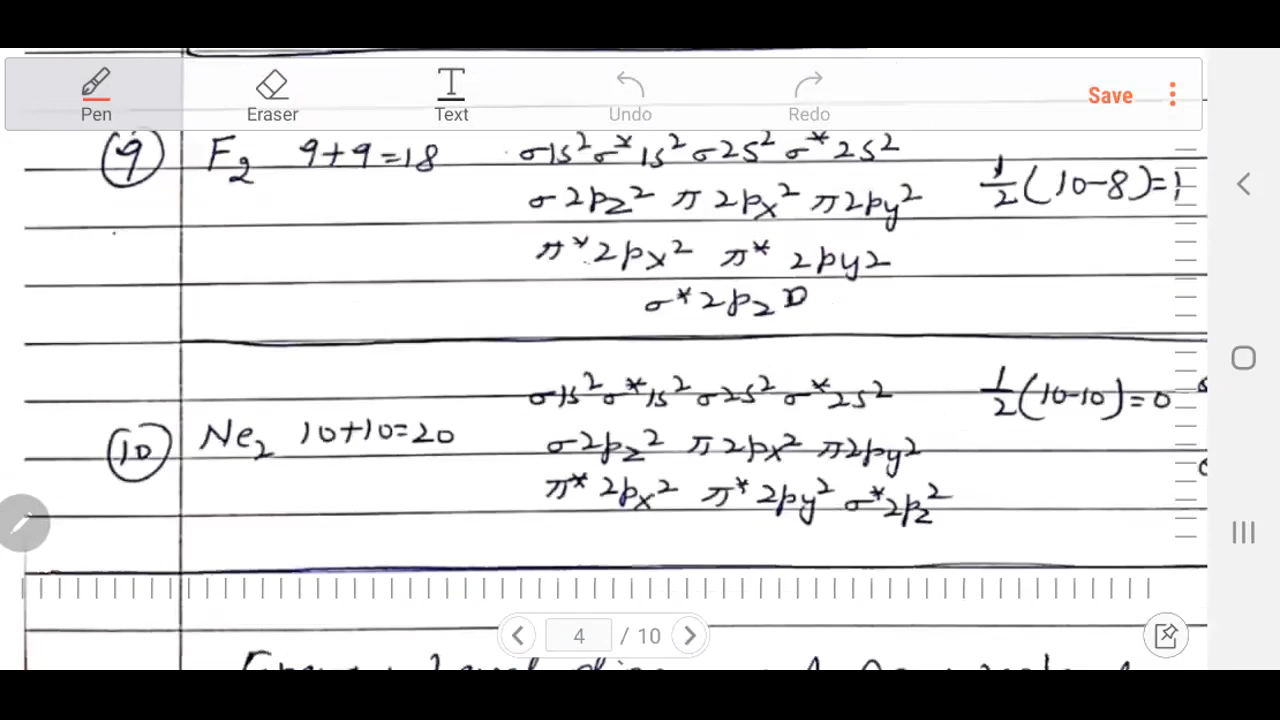 Pen Eraser Text Undo Redo Save
⑨ F₂ 9+9=18 σ1s² σ*1s² σ2s² σ*2s²
σ2pz² π2px² π2py² ½(10-8)=1
π*2px² π*2py2
σ*2pz0
σ1s² σ*1s² σ2s² σ*2s² ½(10-10)=0
⑩ Ne₂ 10+10=20 σ2pz² π2px² π2py²
π*2px² π*2py² σ*2pz²
4 / 10